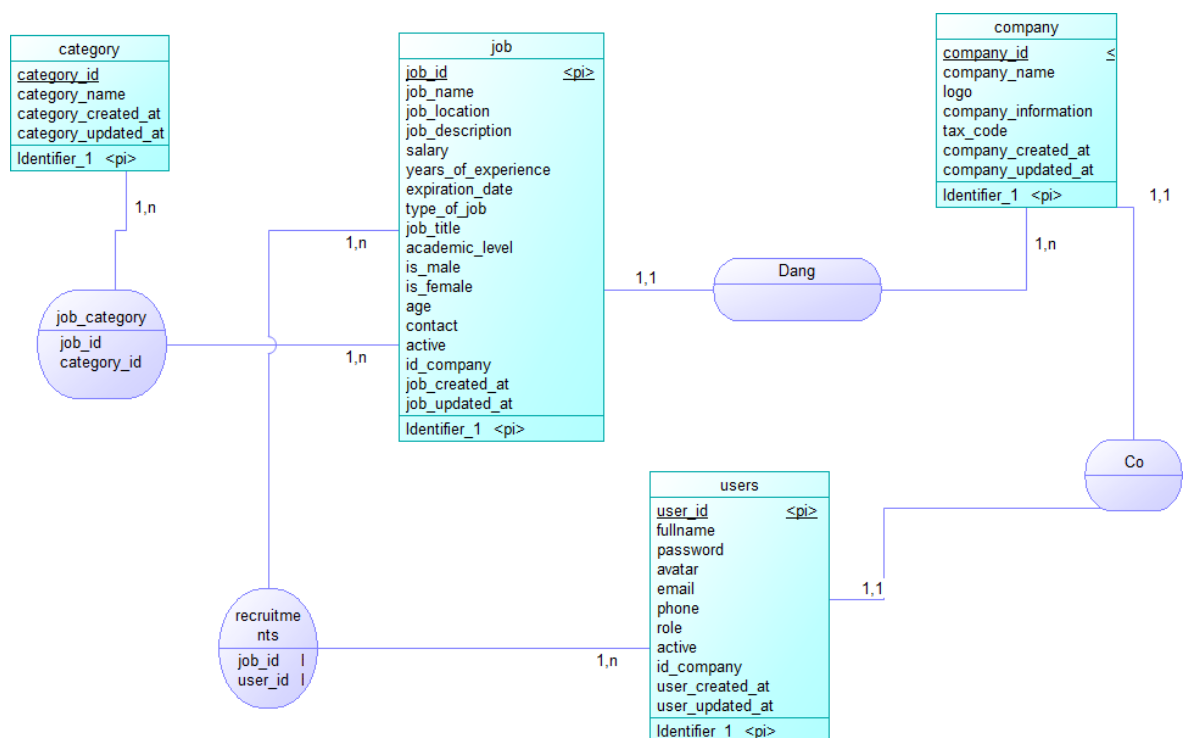 category
category_id
category_name
category_created_at
category_updated_at
Identifier_1 <pi>
1,n
job_category
job_id
category_id
job
job_id <pi>
job_name
job_location
job_description
salary
years_of_experience
expiration_date
type_of_job
job_title
academic_level
is_male
is_female
age
contact
active
id_company
job_created_at
job_updated_at
Identifier_1 <pi>
1,n
1,n
1,1
Dang
company
company_id <
company_name
logo
company_information
tax_code
company_created_at
company_updated_at
Identifier_1 <pi>
1,n
1,1
Co
users
user_id <pi>
fullname
password
avatar
email
phone
role
active
id_company
user_created_at
user_updated_at
Identifier_1 <pi>
1,1
1,n
recruitme
nts
job_id I
user_id I